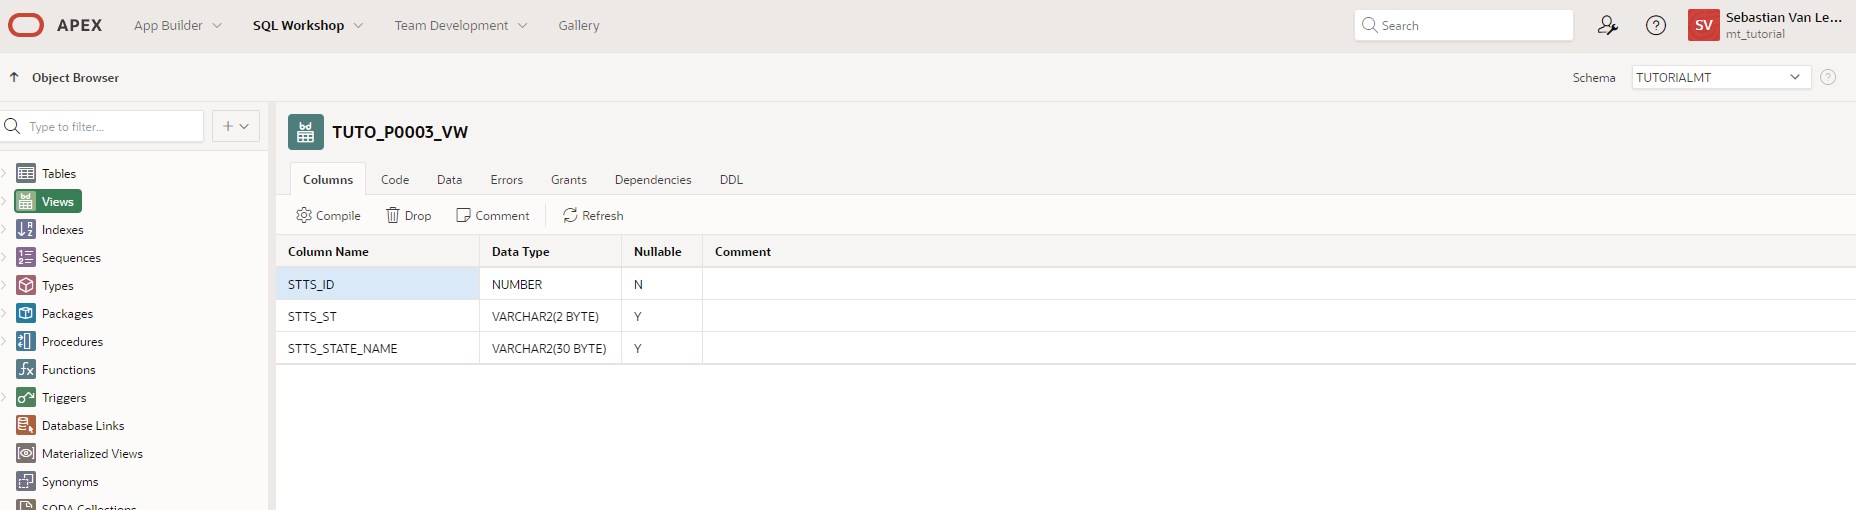 APEX App Builder SQL Workshop Team Development Gallery Search SV Sebastian Van Le...
mt_tutorial
Object Browser Schema TUTORIALMT
Type to filter...
TUTO_P0003_VW
Columns Code Data Errors Grants Dependencies DDL
Compile Drop Comment Refresh
Column Name Data Type Nullable Comment
STTS_ID NUMBER N
STTS_ST VARCHAR2(2 BYTE) Y
STTS_STATE_NAME VARCHAR2(30 BYTE) Y
Tables
Views
Indexes
Sequences
Types
Packages
Procedures
Functions
Triggers
Database Links
Materialized Views
Synonyms
SODA Collections